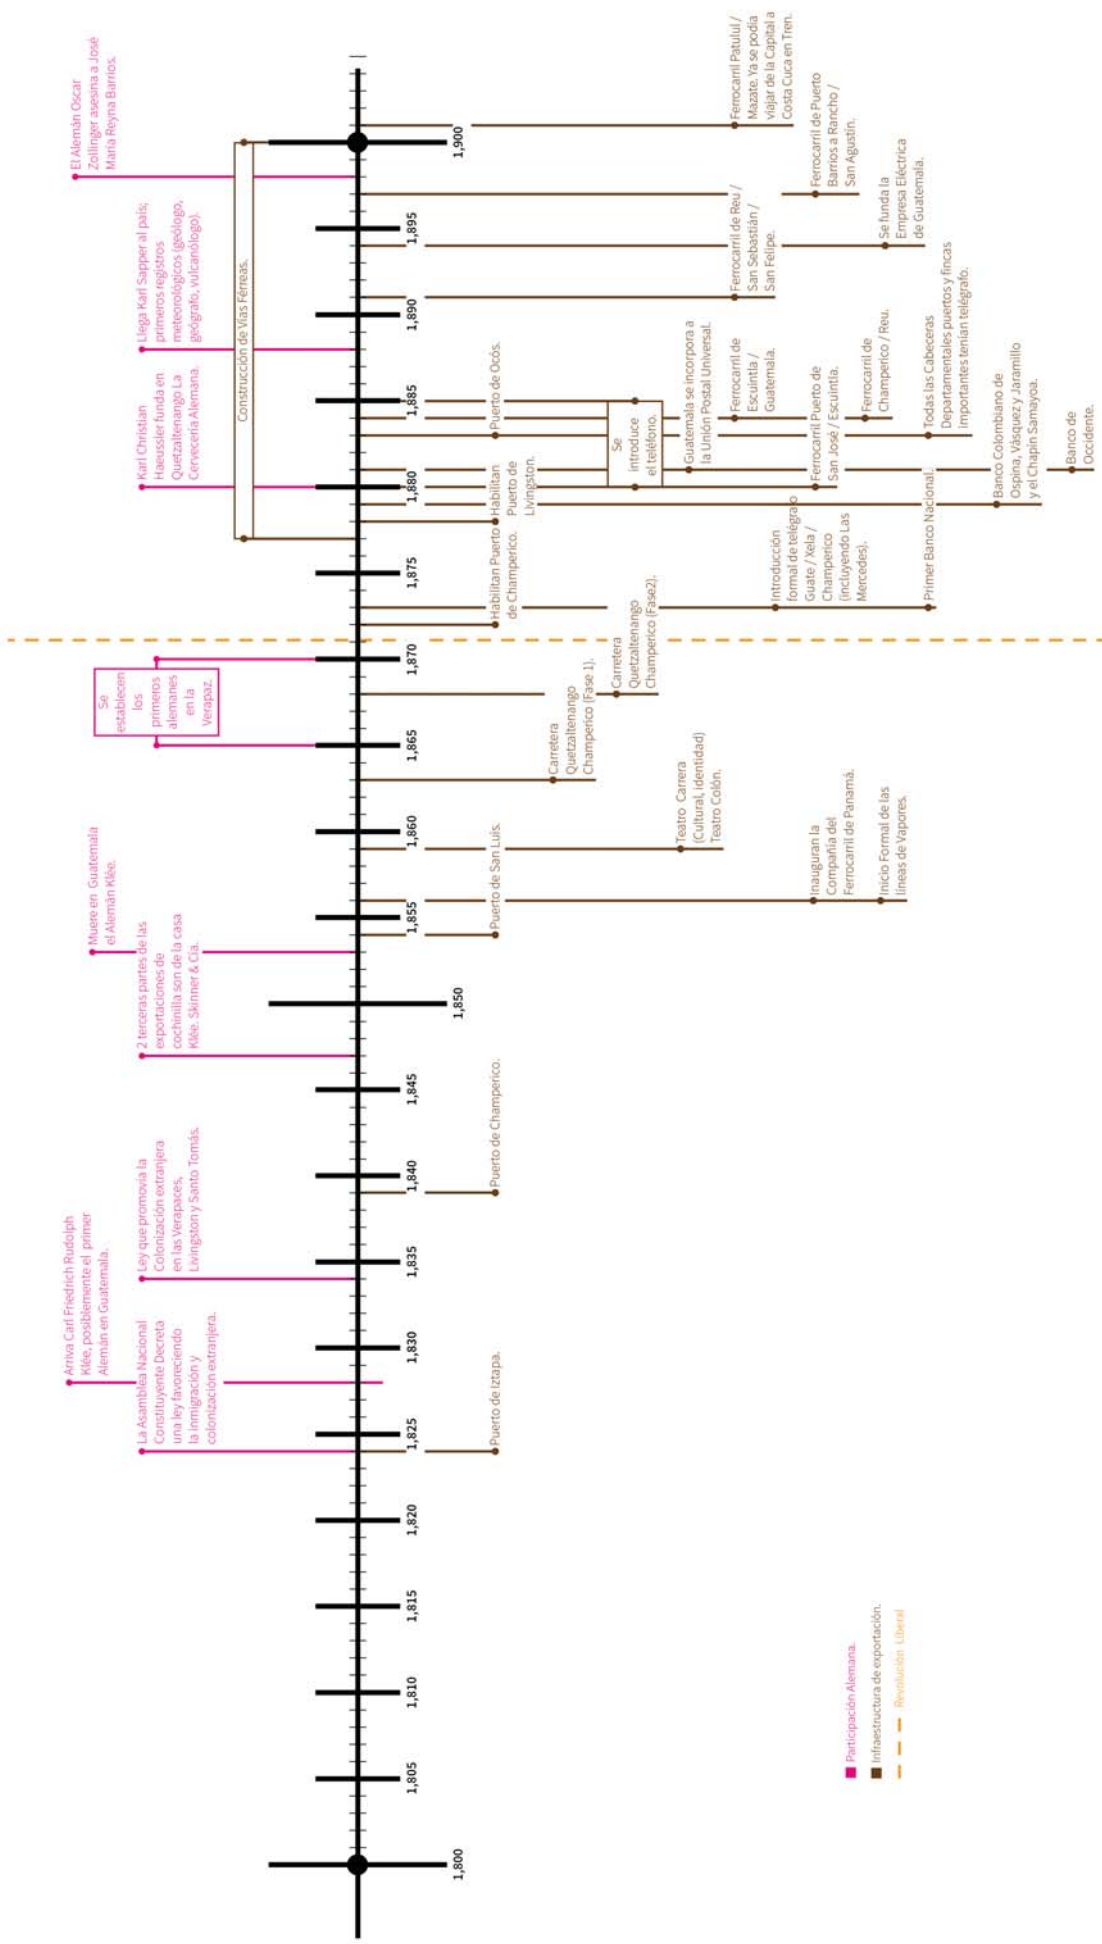 Arriva Carl Friedrich Rudolph
Klée, posiblemente el primer
Alemán en Guatemala.
La Asamblea Nacional
Constituyente Decreta
una ley favoreciendo
la inmigración y
colonización extranjera.
Ley que promovía la
Colonización extranjera
en las Verapaces,
Livingston y Santo Tomás.
2 terceras partes de las
exportaciones de
cochinilla son de la casa
Klée. Skinner & Cia.
Muere en Guatemala
el Alemán Klée.
Se
establecen
los
primeros
alemanes
en la
Verapaz.
Karl Christian
Haeussler funda en
Quetzaltenango La
Cervecería Alemana.
Llega Karl Sapper al país;
primeros registros
meteorológicos (geólogo,
geógrafo, vulcanólogo).
El Alemán Oscar
Zollinger asesina a José
María Reyna Barrios.
Construcción de Vías Férreas.
1,800
1,805
1,810
1,815
1,820
1,825
1,830
1,835
1,840
1,845
1,850
1,855
1,860
1,865
1,870
1,875
1,880
1,885
1,890
1,895
1,900
Puerto de Iztapa.
Puerto de Champerico.
Puerto de San Luis.
Inauguran la
Compañía del
Ferrocarril de Panamá.
Inicio Formal de las
líneas de Vapores.
Teatro Carrera
(Cultural, identidad)
Teatro Colón.
Carretera
Quetzaltenango
Champerico (Fase 1).
Carretera
Quetzaltenango
Champerico (Fase2).
Habilitan Puerto
de Champerico.
Introducción
formal de telégrafo
Guate / Xela /
Champerico
(incluyendo Las
Mercedes).
Primer Banco Nacional.
Habilitan
Puerto de
Livingston.
Banco Colombiano de
Ospina, Vásquez y Jaramillo
y el Chapín Samayoa.
Se
introduce
el teléfono.
Ferrocarril Puerto de
San José / Escuintla.
Guatemala se incorpora a
la Unión Postal Universal.
Banco de
Occidente.
Puerto de Ocós.
Todas las Cabeceras
Departamentales puertos y fincas
importantes tenían telégrafo.
Ferrocarril de
Escuintla /
Guatemala.
Ferrocarril de
Champerico / Reu.
Ferrocarril de Reu /
San Sebastián /
San Felipe.
Se funda la
Empresa Eléctrica
de Guatemala.
Ferrocarril de Puerto
Barrios a Rancho /
San Agustín.
Ferrocarril Patulul /
Mazate. Ya se podía
viajar de la Capital a
Costa Cuca en Tren.
Participación Alemana.
Infraestructura de exportación.
Revolución Liberal